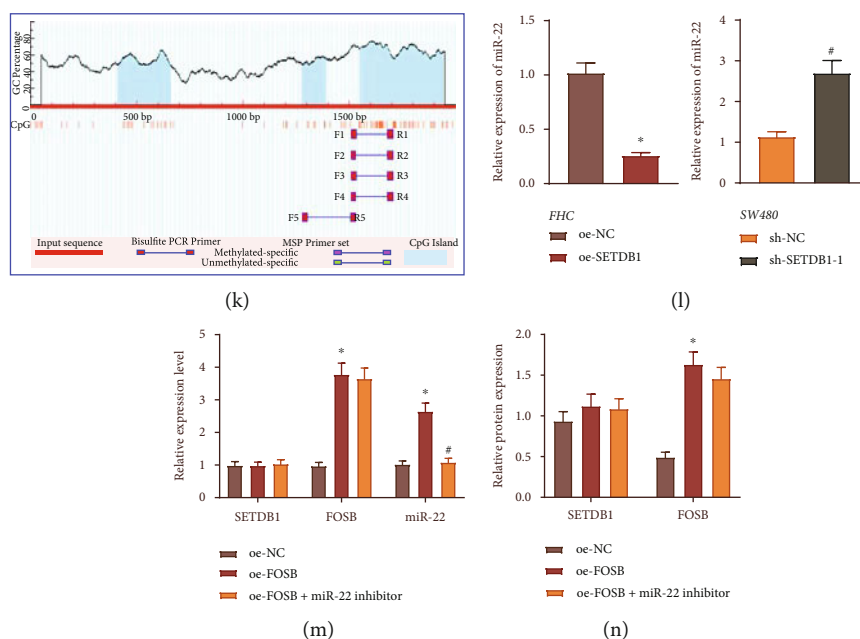 GC Percentage
0 20 40 60 80
CpG
500 bp 1000 bp 1500 bp
F1 R1
F2 R2
F3 R3
F4 R4
F5 R5
Input sequence Bisulfite PCR Primer MSP Primer set CpG Island
Methylated-specific
Unmethylated-specific
(k)
Relative expression of miR-22
1.5
1.0
0.5
0.0
*
FHC
oe-NC
oe-SETDB1
Relative expression of miR-22
4
3
2
1
0
#
SW480
sh-NC
sh-SETDB1-1
(l)
Relative expression level
5
4
3
2
1
0
* * #
SETDB1 FOSB miR-22
oe-NC
oe-FOSB
oe-FOSB + miR-22 inhibitor
(m)
Relative protein expression
2.0
1.5
1.0
0.5
0.0
*
SETDB1 FOSB
oe-NC
oe-FOSB
oe-FOSB + miR-22 inhibitor
(n)